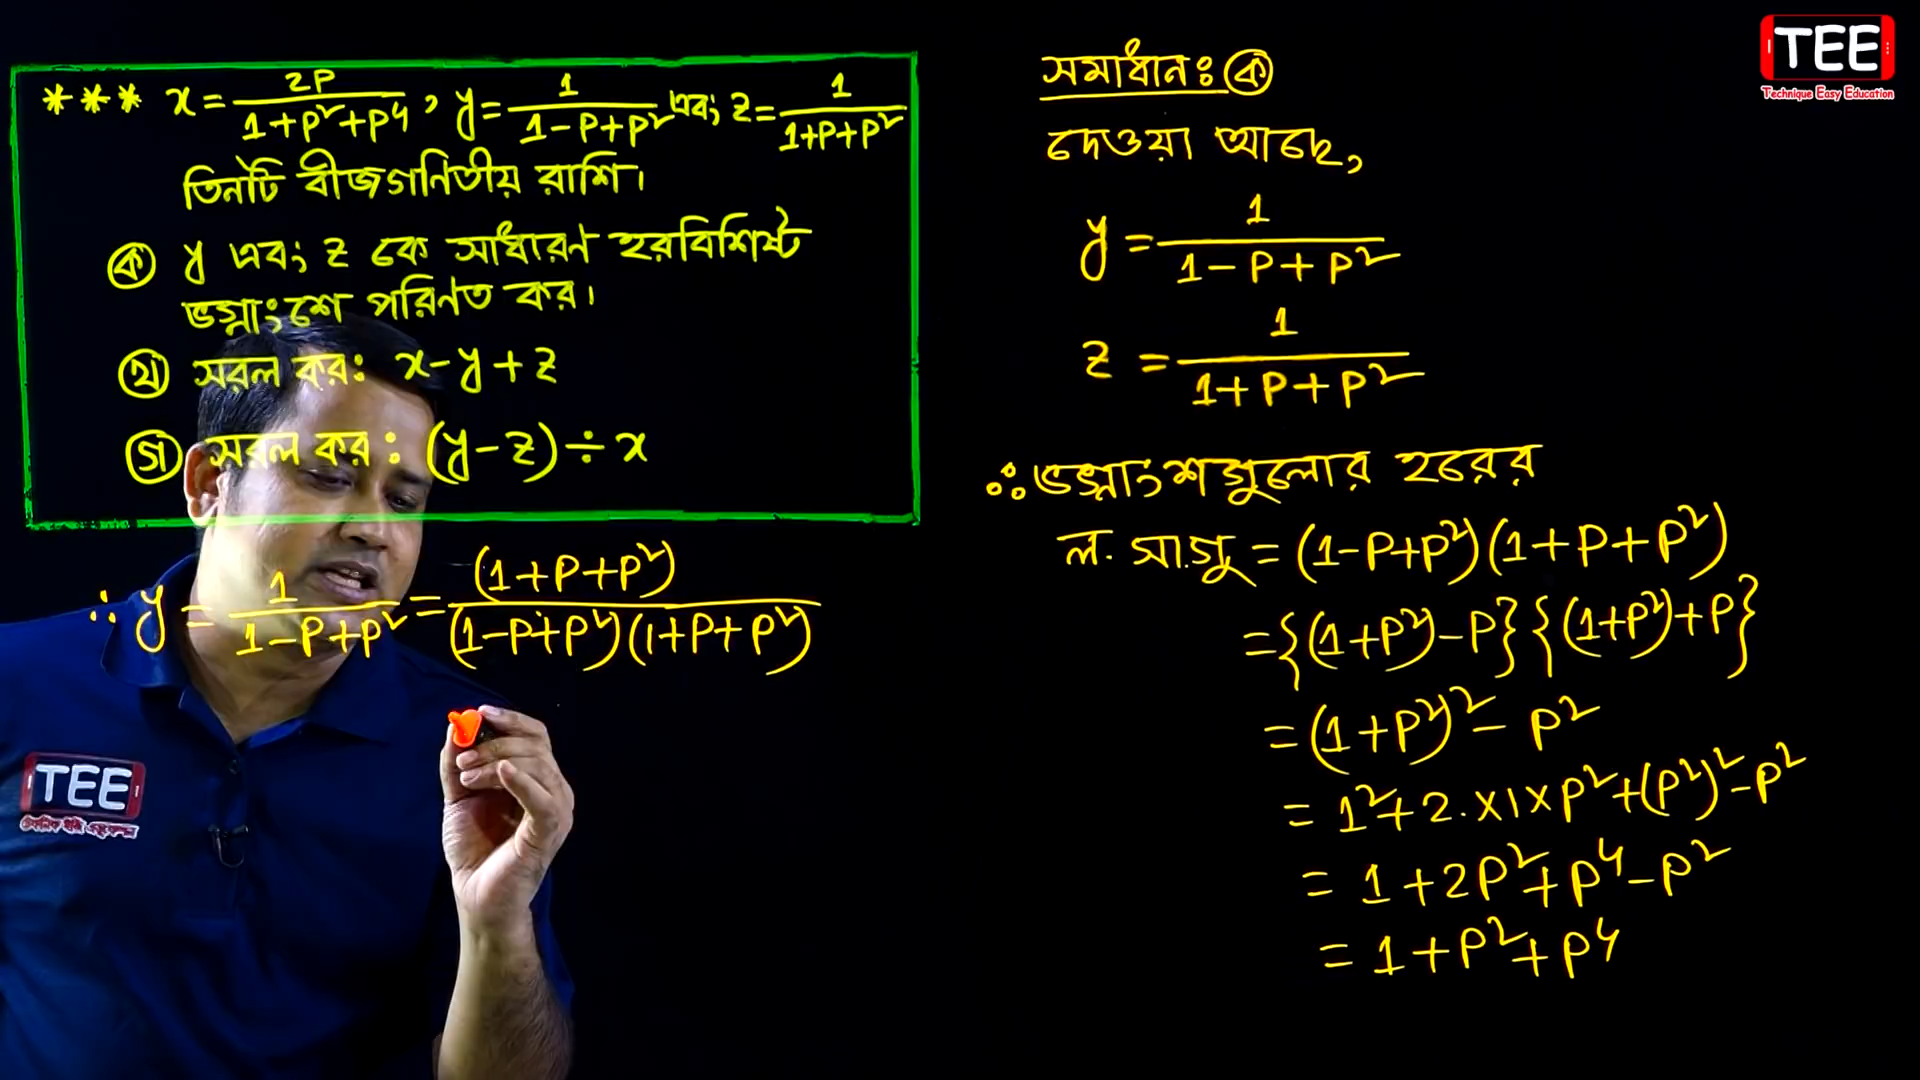 *** x = 2P/(1+P²+P⁴), y = 1/(1-P+P²) এবং z = 1/(1+P+P²)
তিনটি বীজগনিতীয় রাশি।
ক y এবং z কে সাধারণ হরবিশিষ্ট
ভগ্নাংশে পরিণত কর।
খ সরল কর: x-y+z
গ সরল কর: (y-z)÷x
∴ y = 1/(1-P+P²) = (1+P+P²)/((1-P+P²)(1+P+P²))
সমাধান: ক
দেওয়া আছে,
y = 1/(1-P+P²)
z = 1/(1+P+P²)
∴ ভগ্নাংশগুলোর হরের
ল. সা.গু = (1-P+P²)(1+P+P²)
= {(1+P²)-P}{(1+P²)+P}
= (1+P²)² - P²
= 1²+2.×1×P²+(P²)²-P²
= 1+2P²+P⁴-P²
= 1+P²+P⁴
TEE
Technique Easy Education
TEE